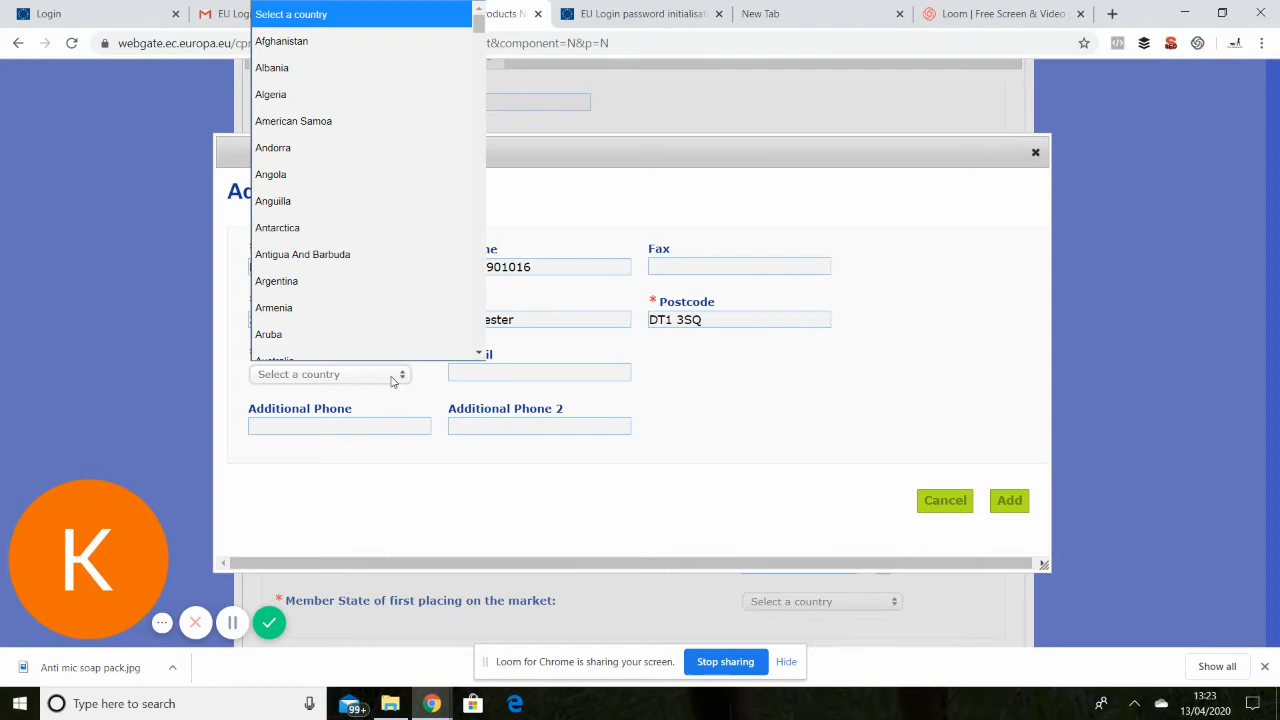 Login
EU Log
roducts N
EU Login password initialisat
New Tab
Loom | Free Screen & Video
webgate.ec.europa.eu/cp
t&component=N&p=N
Select a country
Afghanistan
Albania
Algeria
American Samoa
Andorra
Angola
Anguilla
Antarctica
Antigua And Barbuda
Argentina
Armenia
Aruba
Australia
Ad
ne
Fax
901016
* Postcode
ester
DT1 3SQ
il
Select a country
Additional Phone
Additional Phone 2
Cancel
Add
K
* Member State of first placing on the market:
Select a country
Anti mic soap pack.jpg
Loom for Chrome is sharing your screen.
Stop sharing
Hide
Show all
Type here to search
99+
13:23
13/04/2020